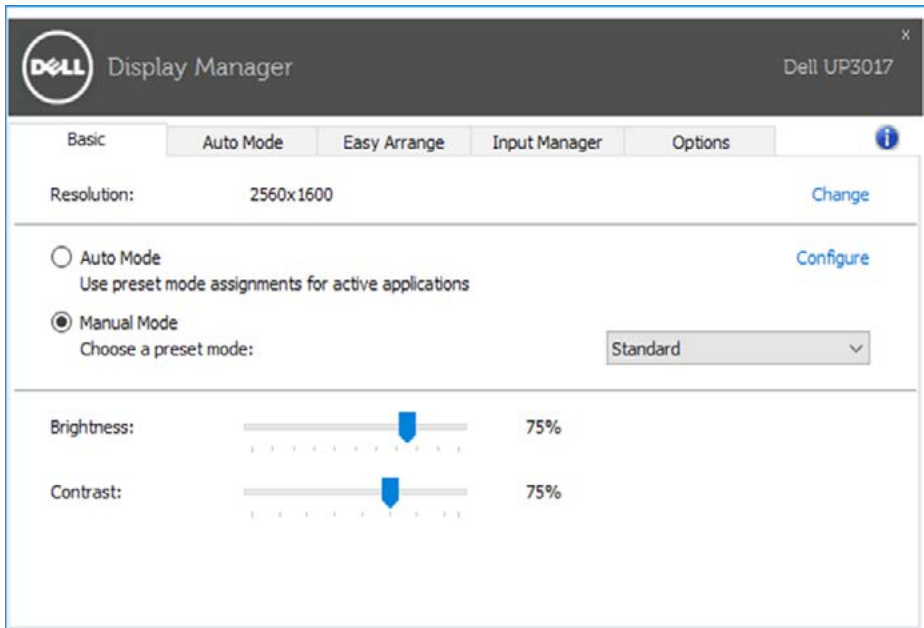 x
DELL Display Manager Dell UP3017
Basic Auto Mode Easy Arrange Input Manager Options i
Resolution: 2560x1600 Change
Auto Mode Configure
Use preset mode assignments for active applications
Manual Mode
Choose a preset mode: Standard
Brightness: 75%
Contrast: 75%